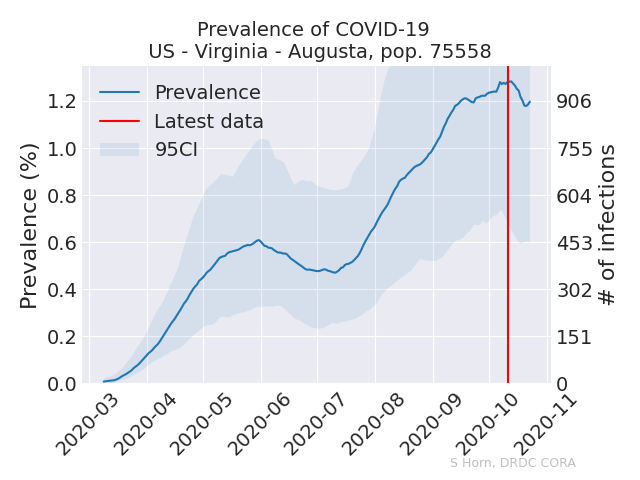 Prevalence of COVID-19
US - Virginia - Augusta, pop. 75558
Prevalence
Latest data
95CI
Prevalence (%)
1.2
1.0
0.8
0.6
0.4
0.2
0.0
# of infections
906
755
604
453
302
151
0
2020-03
2020-04
2020-05
2020-06
2020-07
2020-08
2020-09
2020-10
2020-11
S Horn, DRDC CORA